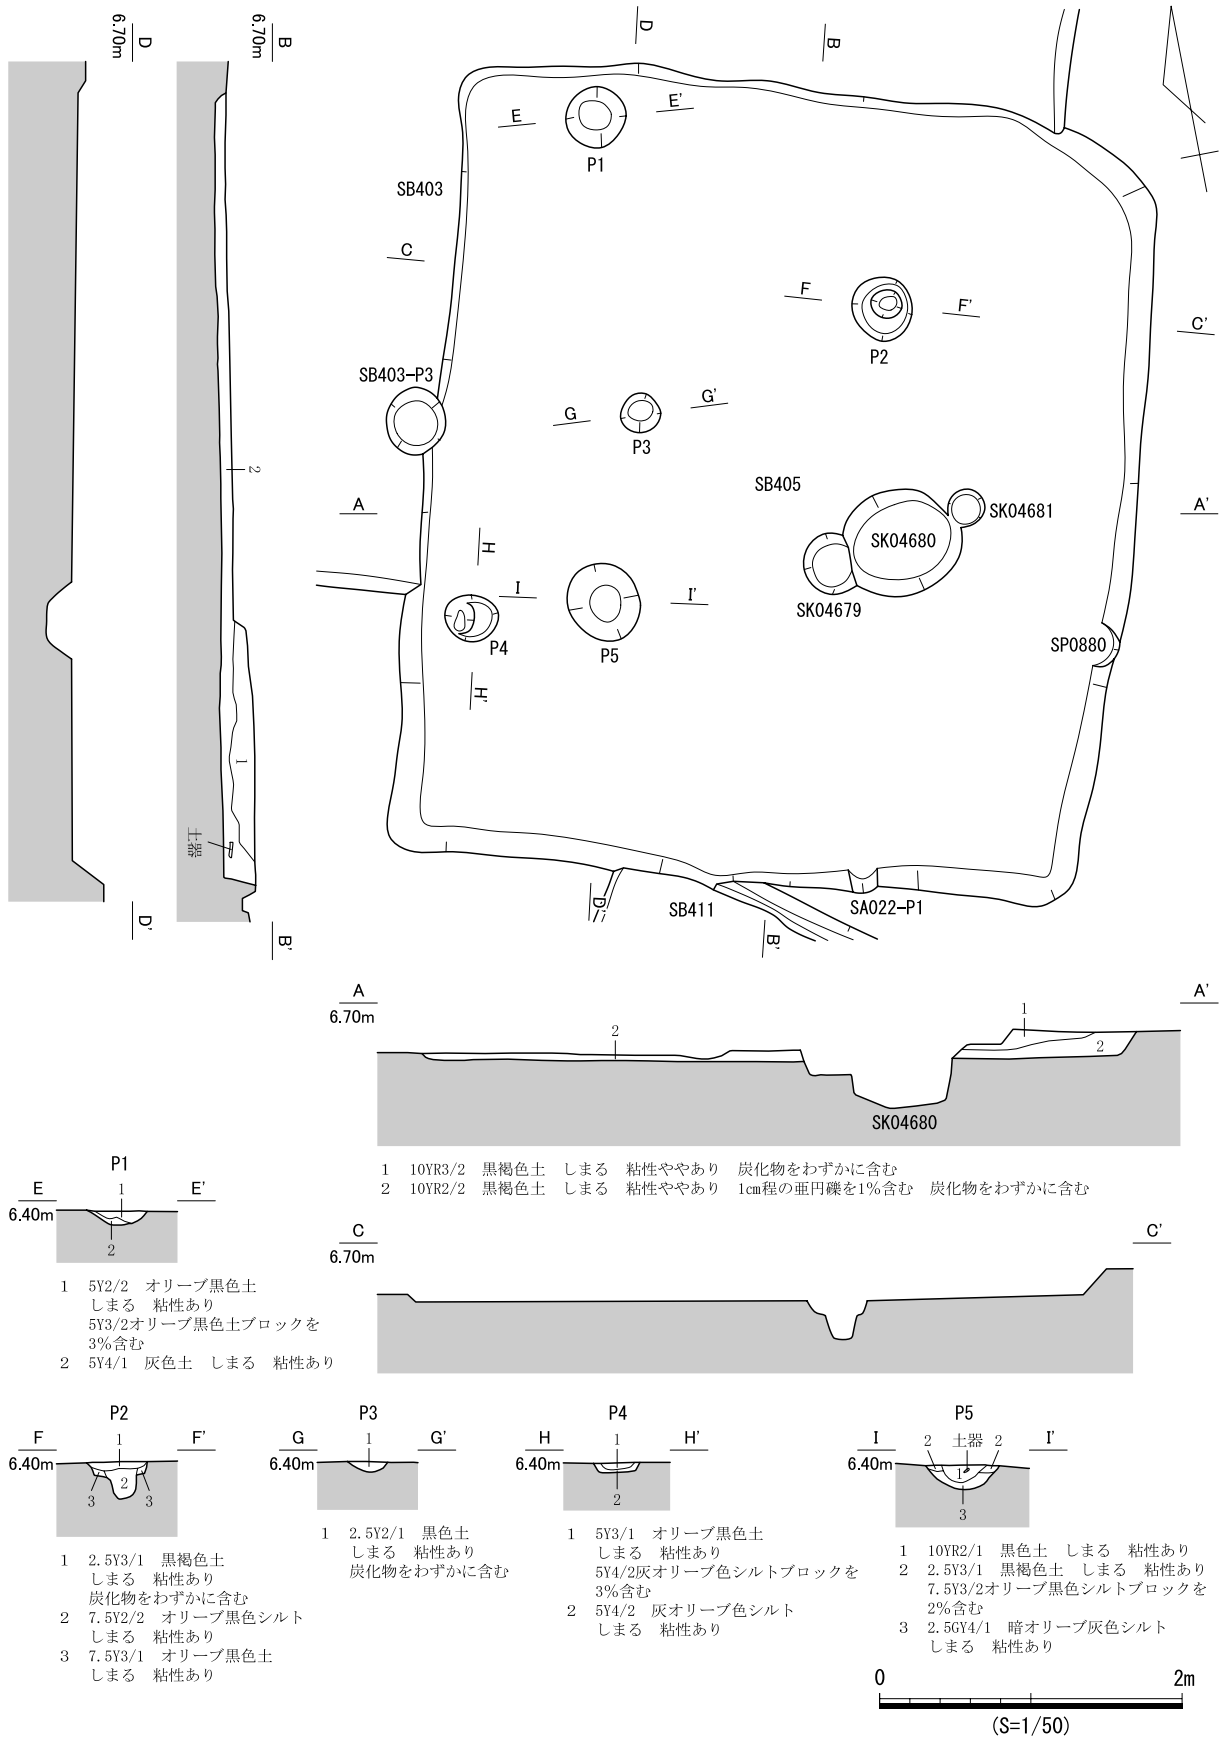 D
6.70m
B
6.70m
D
B
E
E'
P1
SB403
C
F
F'
C'
P2
SB403-P3
G
G'
P3
2
SB405
A
A'
SK04681
H
SK04680
I
I'
SK04679
P4
P5
SP0880
H'
1
土器
D'
SB411
SA022-P1
B'
D'
B'
A
6.70m
A'
1
2
2
SK04680
1 10YR3/2 黒褐色土 しまる 粘性ややあり 炭化物をわずかに含む
2 10YR2/2 黒褐色土 しまる 粘性ややあり 1cm程の亜円礫を1%含む 炭化物をわずかに含む
P1
E
6.40m
E'
1
2
1 5Y2/2 オリーブ黒色土
しまる 粘性あり
5Y3/2オリーブ黒色土ブロックを
3%含む
2 5Y4/1 灰色土 しまる 粘性あり
C
6.70m
C'
P2
F
6.40m
F'
1
2
3
3
1 2.5Y3/1 黒褐色土
しまる 粘性あり
炭化物をわずかに含む
2 7.5Y2/2 オリーブ黒色シルト
しまる 粘性あり
3 7.5Y3/1 オリーブ黒色土
しまる 粘性あり
P3
G
6.40m
G'
1
1 2.5Y2/1 黒色土
しまる 粘性あり
炭化物をわずかに含む
P4
H
6.40m
H'
1
2
1 5Y3/1 オリーブ黒色土
しまる 粘性あり
5Y4/2灰オリーブ色シルトブロックを
3%含む
2 5Y4/2 灰オリーブ色シルト
しまる 粘性あり
P5
I
6.40m
I'
2 土器 2
1
3
1 10YR2/1 黒色土 しまる 粘性あり
2 2.5Y3/1 黒褐色土 しまる 粘性あり
7.5Y3/2オリーブ黒色シルトブロックを
2%含む
3 2.5GY4/1 暗オリーブ灰色シルト
しまる 粘性あり
0 2m
(S=1/50)